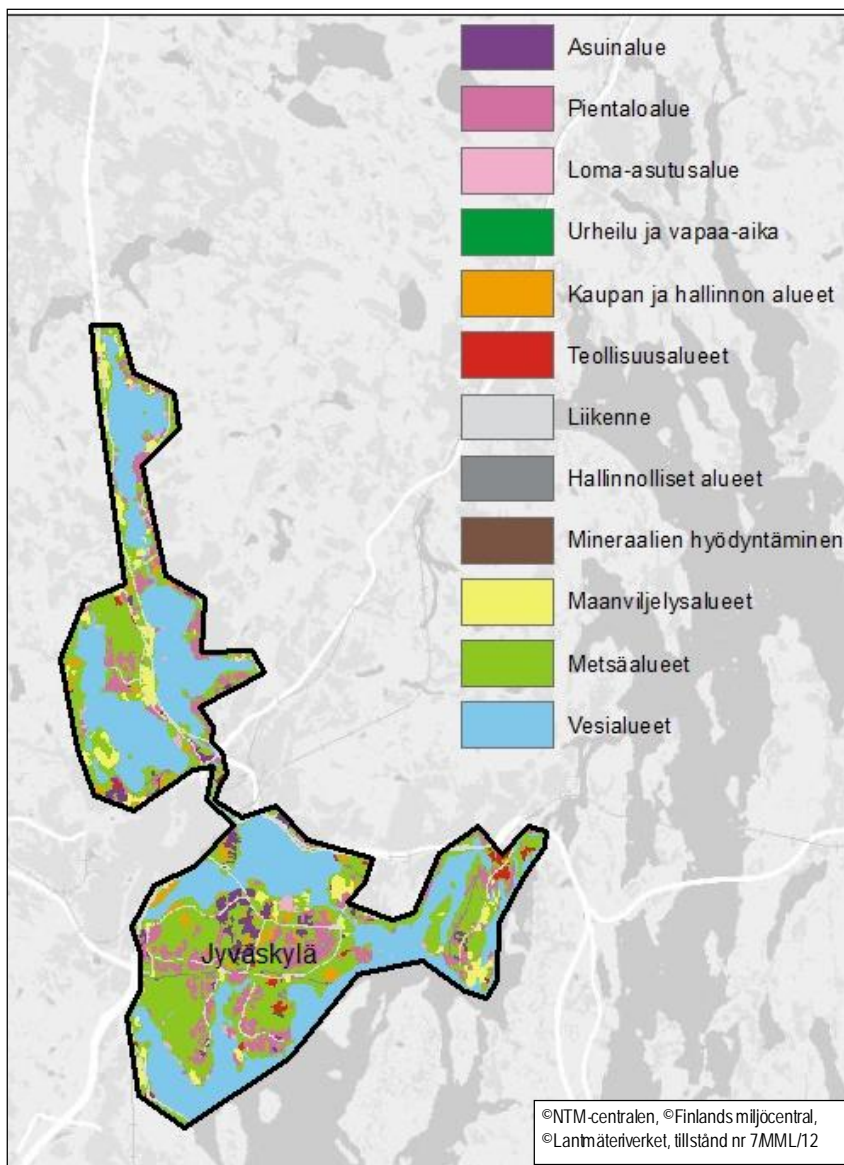 Asuinalue
Pientaloalue
Loma-asutusalue
Urheilu ja vapaa-aika
Kaupan ja hallinnon alueet
Teollisuusalueet
Liikenne
Hallinnolliset alueet
Mineraalien hyödyntäminen
Maanviljelysalueet
Metsäalueet
Vesialueet
Jyväskylä
©NTM-centralen, ©Finlands miljöcentral,
©Lantmäteriverket, tillstånd nr 7/MML/12